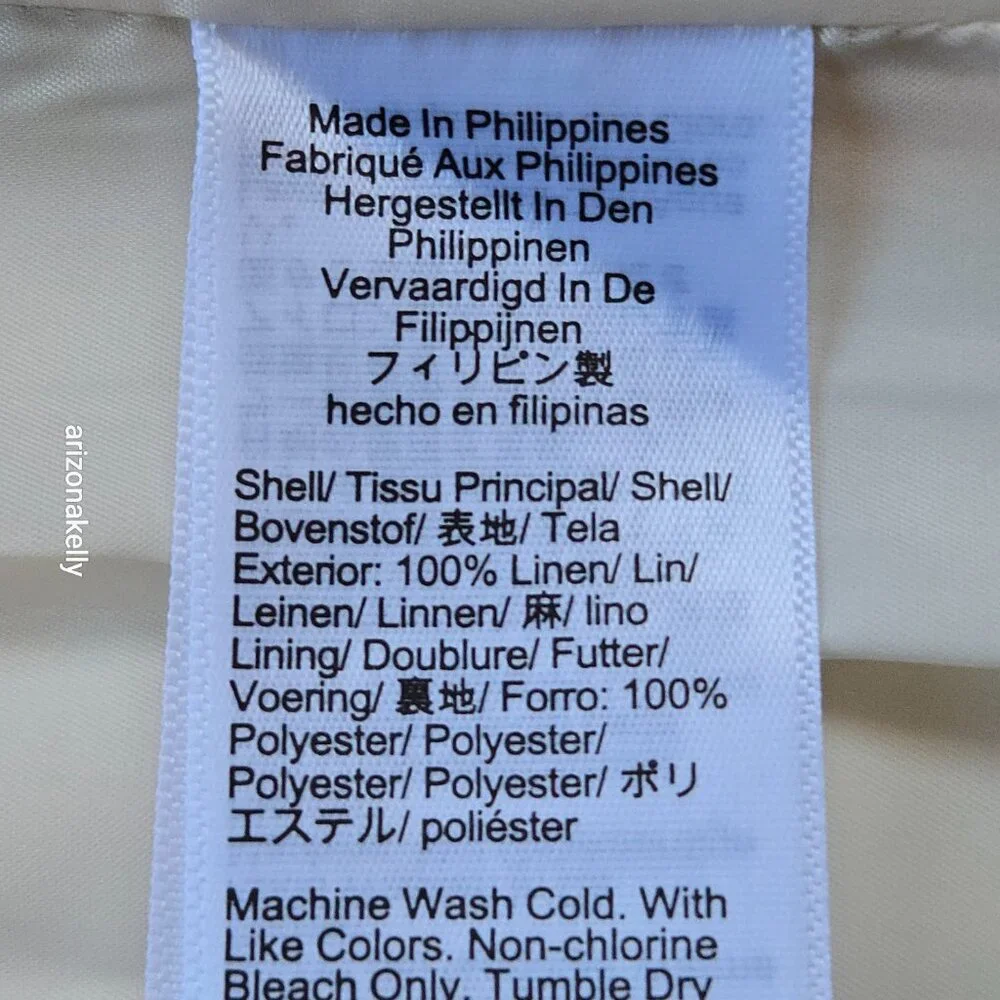 Made In Philippines
Fabriqué Aux Philippines
Hergestellt In Den
Philippinen
Vervaardigd In De
Filippijnen
フィリピン製
hecho en filipinas
Shell/ Tissu Principal/ Shell/
Bovenstof/ 表地/ Tela
Exterior: 100% Linen/ Lin/
Leinen/ Linnen/ 麻/ lino
Lining/ Doublure/ Futter/
Voering/ 裏地/ Forro: 100%
Polyester/ Polyester/
Polyester/ Polyester/ ポリ
エステル/ poliéster
Machine Wash Cold. With
Like Colors. Non-chlorine
Bleach Only. Tumble Dry
arizonakelly